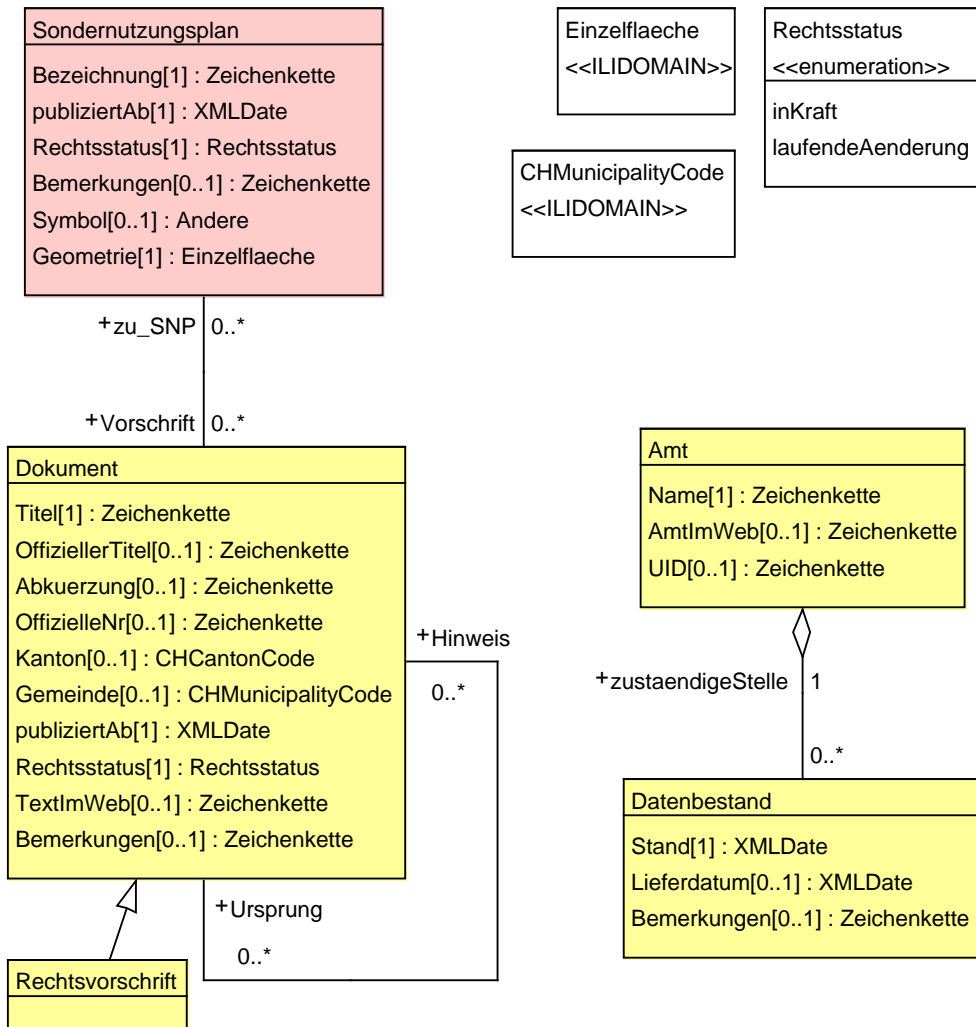 Sondernutzungsplan
Bezeichnung[1] : Zeichenkette
publiziertAb[1] : XMLDate
Rechtsstatus[1] : Rechtsstatus
Bemerkungen[0..1] : Zeichenkette
Symbol[0..1] : Andere
Geometrie[1] : Einzelflaeche
Einzelflaeche
<<ILIDOMAIN>>
Rechtsstatus
<<enumeration>>
inKraft
laufendeAenderung
CHMunicipalityCode
<<ILIDOMAIN>>
+zu_SNP 0..*
+Vorschrift 0..*
Dokument
Titel[1] : Zeichenkette
OffiziellerTitel[0..1] : Zeichenkette
Abkuerzung[0..1] : Zeichenkette
OffizielleNr[0..1] : Zeichenkette
Kanton[0..1] : CHCantonCode
Gemeinde[0..1] : CHMunicipalityCode
publiziertAb[1] : XMLDate
Rechtsstatus[1] : Rechtsstatus
TextImWeb[0..1] : Zeichenkette
Bemerkungen[0..1] : Zeichenkette
+Hinweis
0..*
+Ursprung
0..*
Rechtsvorschrift
Amt
Name[1] : Zeichenkette
AmtImWeb[0..1] : Zeichenkette
UID[0..1] : Zeichenkette
+zustaendigeStelle 1
0..*
Datenbestand
Stand[1] : XMLDate
Lieferdatum[0..1] : XMLDate
Bemerkungen[0..1] : Zeichenkette